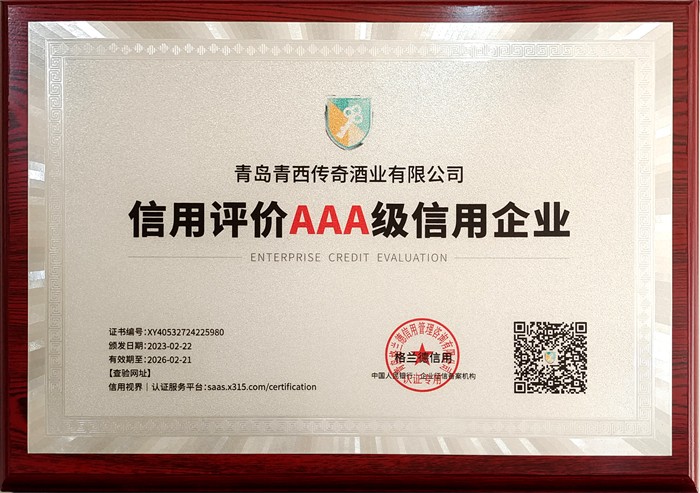 青岛青西传奇酒业有限公司
信用评价AAA级信用企业
ENTERPRISE CREDIT EVALUATION
证书编号:XY40532724225980
颁发日期:2023-02-22
有效期至:2026-02-21
【查验网址】
信用视界｜认证服务平台:saas.x315.com/certification
格兰德信用
中国人民银行 企业征信备案机构
认证专用